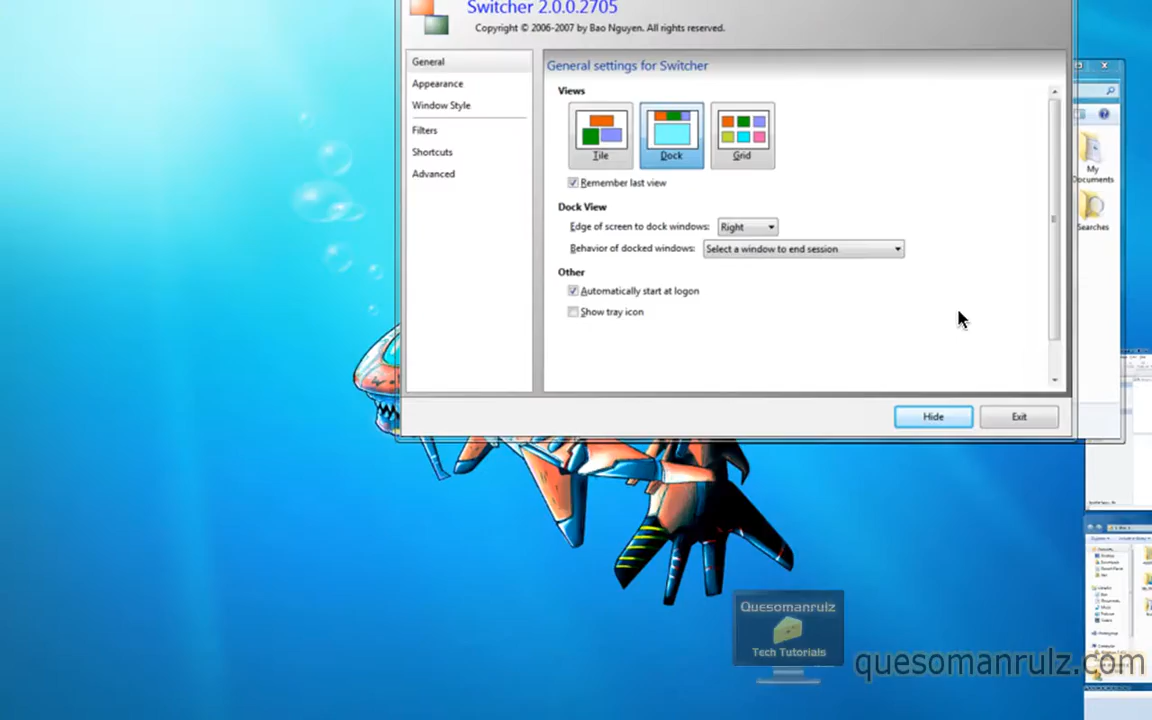 Switcher 2.0.0.2705
Copyright © 2006-2007 by Bao Nguyen. All rights reserved.
General
Appearance
Window Style
Filters
Shortcuts
Advanced
General settings for Switcher
Views
Tile
Dock
Grid
Remember last view
Dock View
Edge of screen to dock windows:
Right
Behavior of docked windows:
Select a window to end session
Other
Automatically start at logon
Show tray icon
Hide
Exit
My
Documents
Searches
Quesomanrulz
Tech Tutorials
quesomanrulz.com